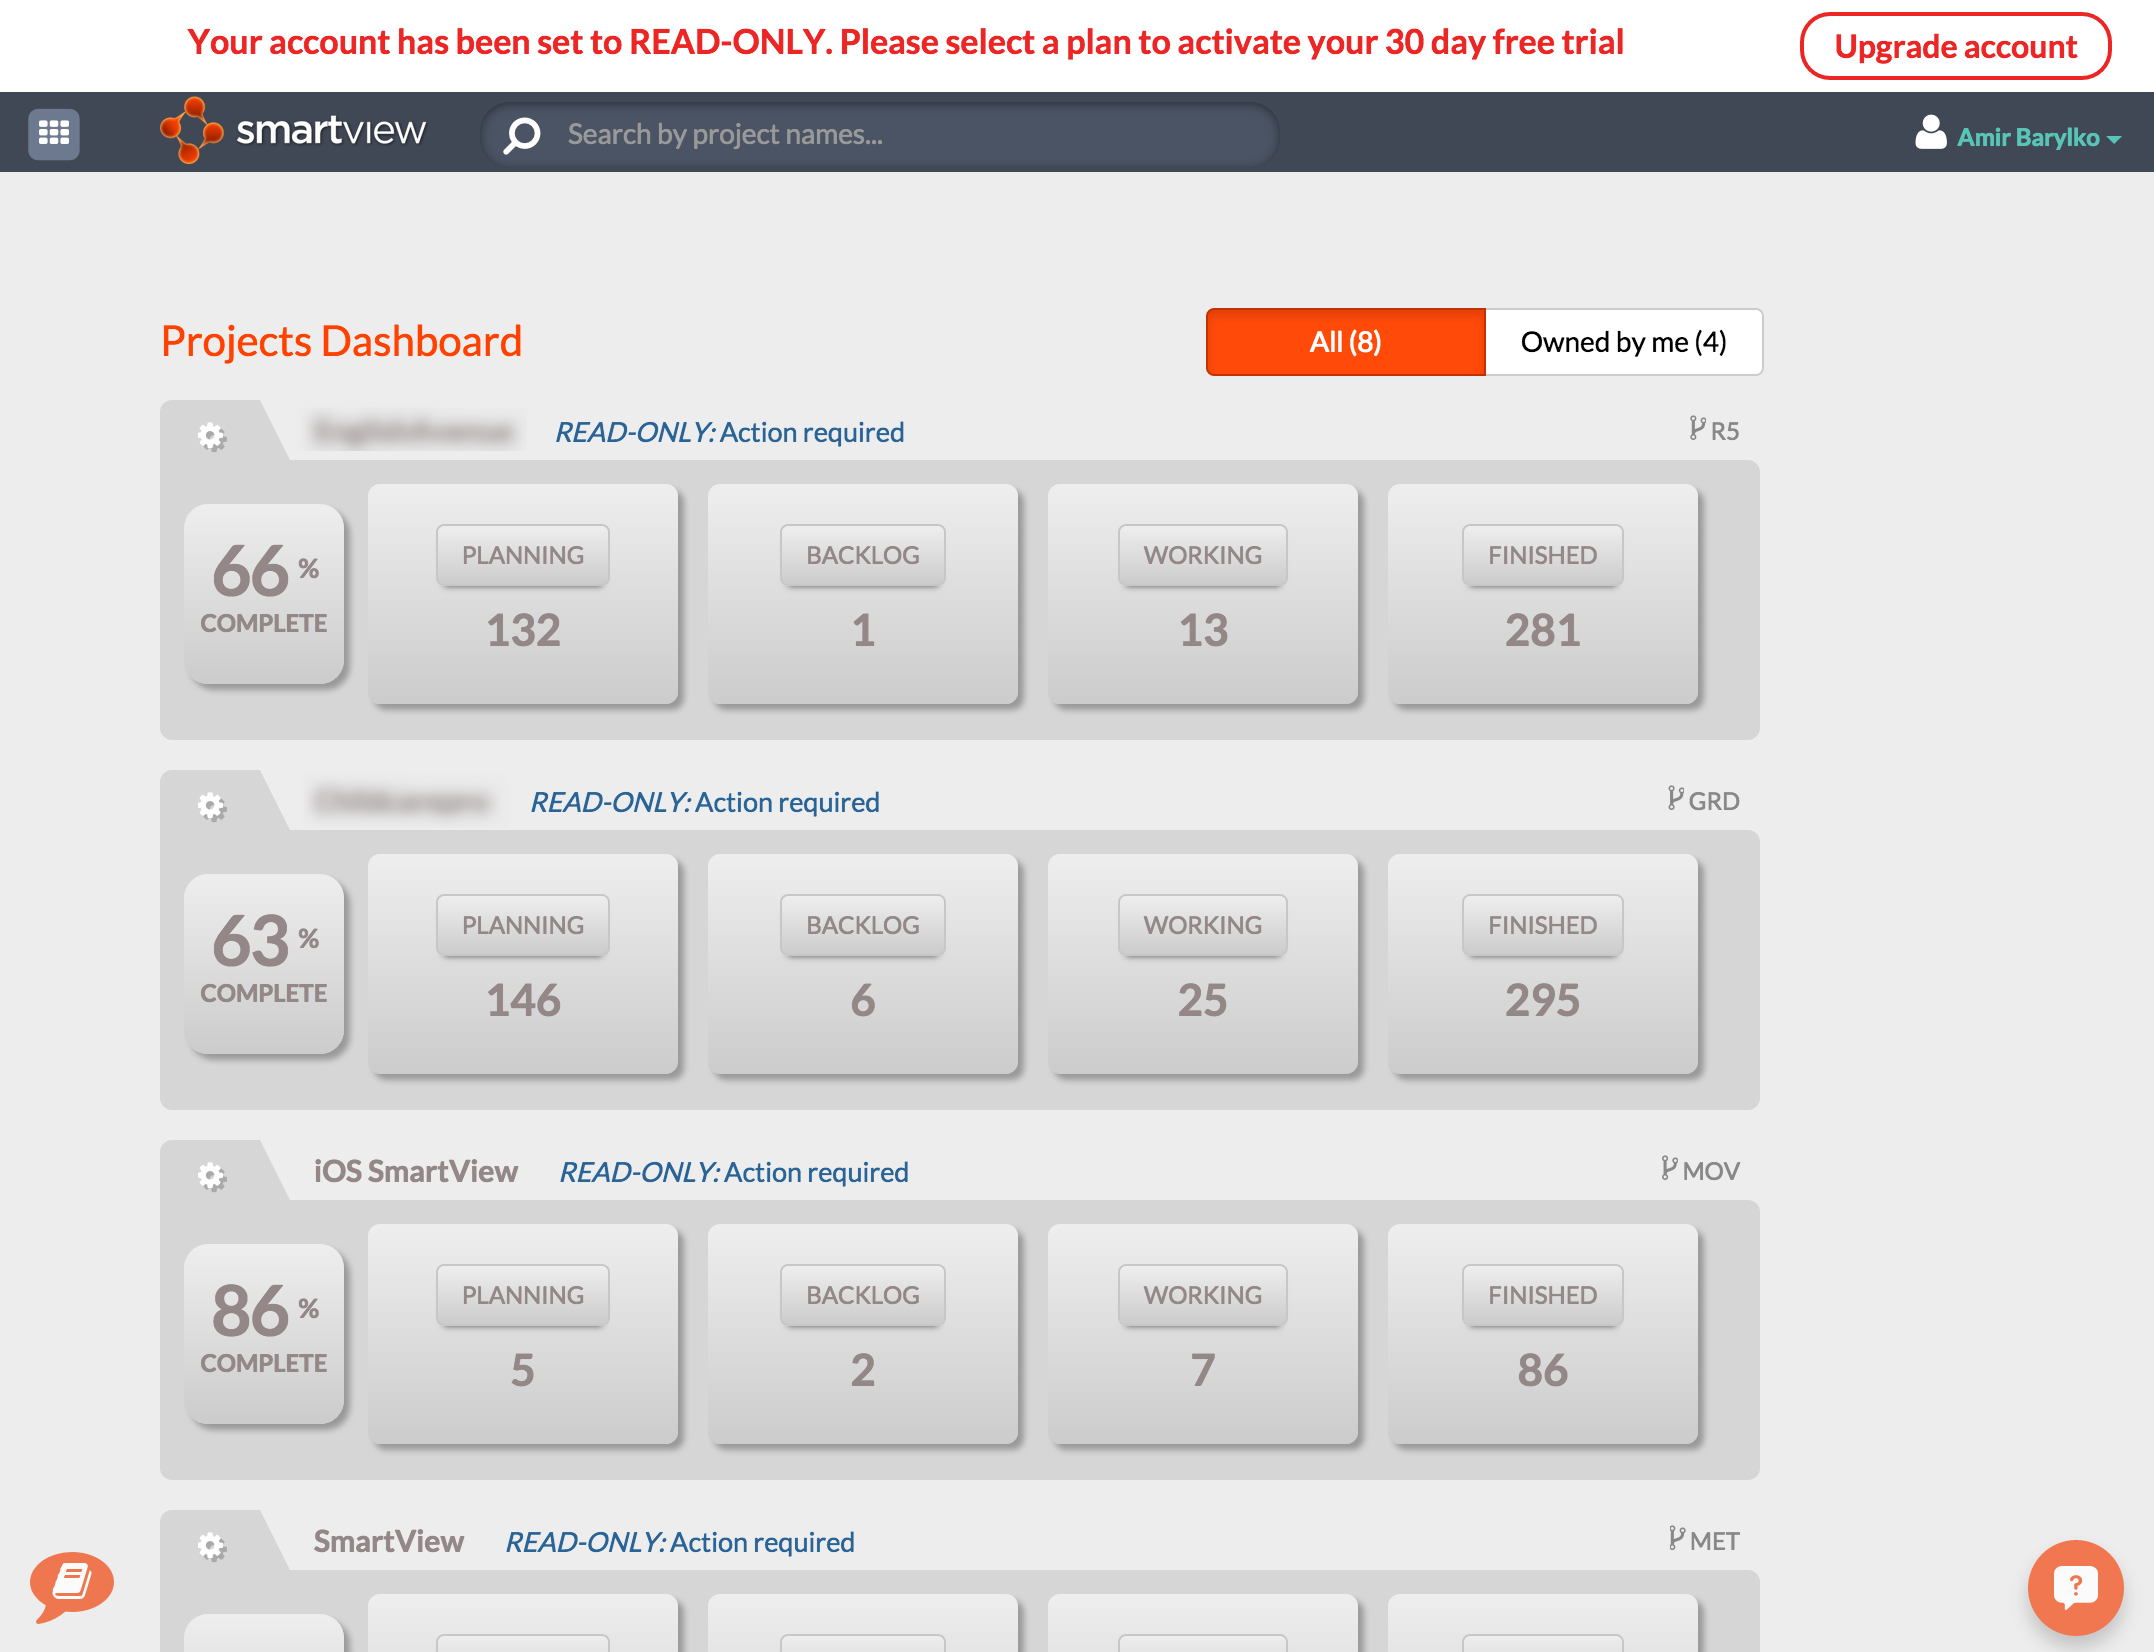 Your account has been set to READ-ONLY. Please select a plan to activate your 30 day free trial
Upgrade account
smartview
Search by project names...
Amir Barylko
Projects Dashboard
All (8)
Owned by me (4)
READ-ONLY: Action required
R5
66 %
COMPLETE
PLANNING
132
BACKLOG
1
WORKING
13
FINISHED
281
READ-ONLY: Action required
GRD
63 %
COMPLETE
PLANNING
146
BACKLOG
6
WORKING
25
FINISHED
295
iOS SmartView
READ-ONLY: Action required
MOV
86 %
COMPLETE
PLANNING
5
BACKLOG
2
WORKING
7
FINISHED
86
SmartView
READ-ONLY: Action required
MET
?